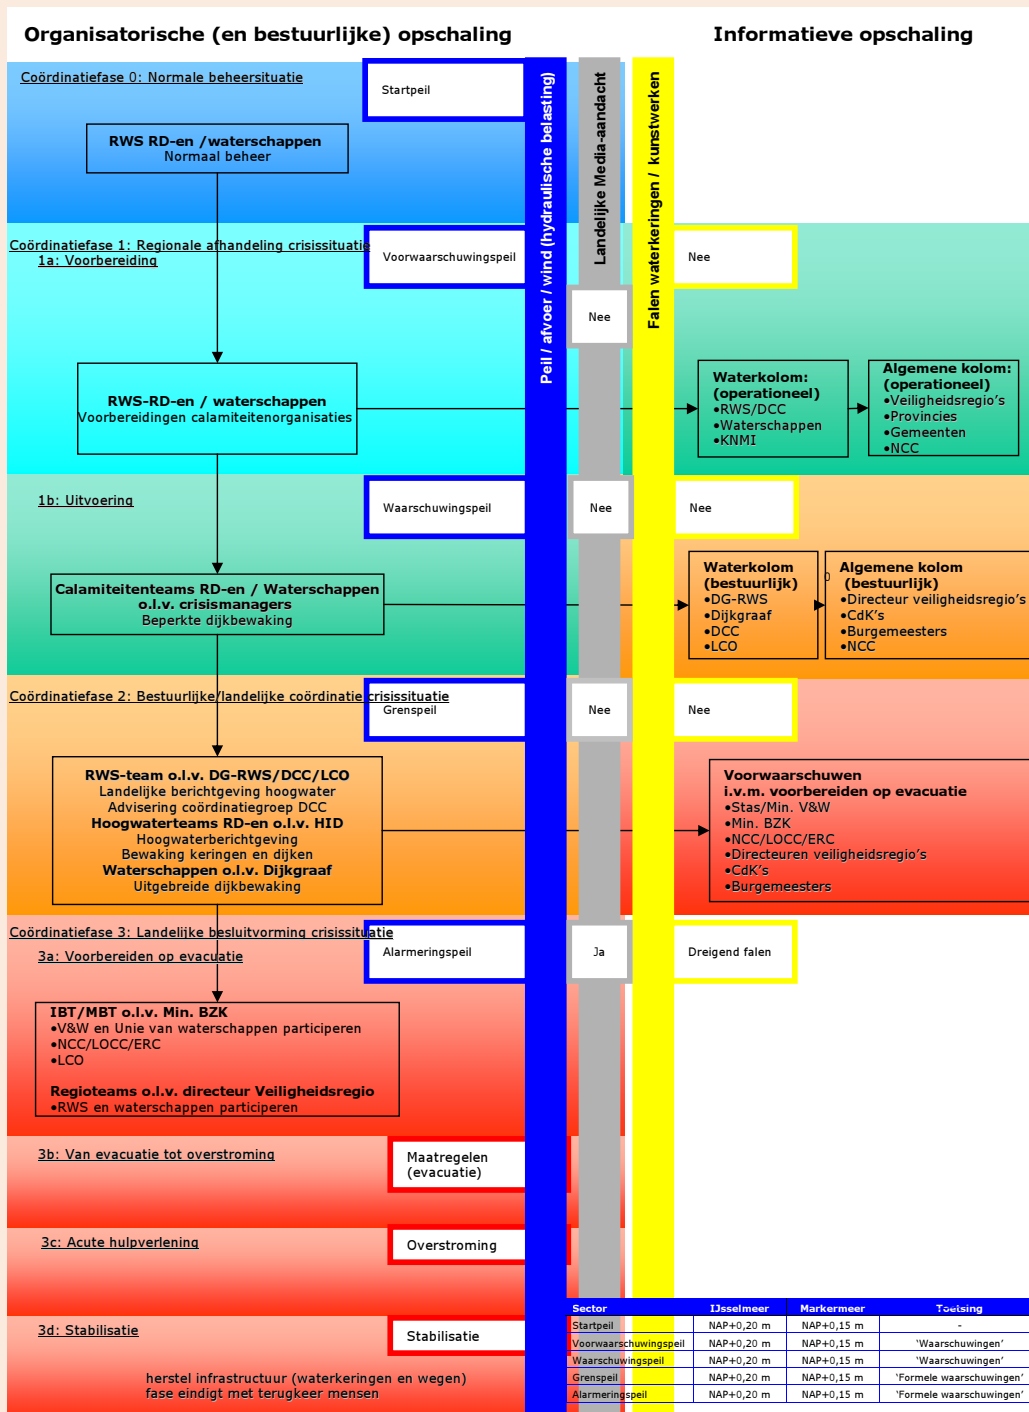 Organisatorische (en bestuurlijke) opschaling
Informatieve opschaling
Coördinatiefase 0: Normale beheersituatie
Startpeil
RWS RD-en /waterschappen
Normaal beheer
Peil / afvoer / wind (hydraulische belasting)
Landelijke Media-aandacht
Falen waterkeringen / kunstwerken
Coördinatiefase 1: Regionale afhandeling crisissituatie
1a: Voorbereiding
Voorwaarschuwingspeil
Nee
Nee
RWS-RD-en / waterschappen
Voorbereidingen calamiteitenorganisaties
Waterkolom:
(operationeel)
•RWS/DCC
•Waterschappen
•KNMI
Algemene kolom:
(operationeel)
•Veiligheidsregio's
•Provincies
•Gemeenten
•NCC
1b: Uitvoering
Waarschuwingspeil
Nee
Nee
Calamiteitenteams RD-en / Waterschappen
o.l.v. crisismanagers
Beperkte dijkbewaking
Waterkolom
(bestuurlijk)
•DG-RWS
•Dijkgraaf
•DCC
•LCO
0
Algemene kolom
(bestuurlijk)
•Directeur veiligheidsregio's
•CdK's
•Burgemeesters
•NCC
Coördinatiefase 2: Bestuurlijke/landelijke coördinatie crisissituatie
Grenspeil
Nee
Nee
RWS-team o.l.v. DG-RWS/DCC/LCO
Landelijke berichtgeving hoogwater
Advisering coördinatiegroep DCC
Hoogwaterteams RD-en o.l.v. HID
Hoogwaterberichtgeving
Bewaking keringen en dijken
Waterschappen o.l.v. Dijkgraaf
Uitgebreide dijkbewaking
Voorwaarschuwen
i.v.m. voorbereiden op evacuatie
•Stas/Min. V&W
•Min. BZK
•NCC/LOCC/ERC
•Directeuren veiligheidsregio's
•CdK's
•Burgemeesters
Coördinatiefase 3: Landelijke besluitvorming crisissituatie
3a: Voorbereiden op evacuatie
Alarmeringspeil
Ja
Dreigend falen
IBT/MBT o.l.v. Min. BZK
•V&W en Unie van waterschappen participeren
•NCC/LOCC/ERC
•LCO
Regioteams o.l.v. directeur Veiligheidsregio
•RWS en waterschappen participeren
3b: Van evacuatie tot overstroming
Maatregelen
(evacuatie)
3c: Acute hulpverlening
Overstroming
3d: Stabilisatie
Stabilisatie
herstel infrastructuur (waterkeringen en wegen)
fase eindigt met terugkeer mensen
Sector IJsselmeer Markermeer Toetsing
Startpeil NAP+0,20 m NAP+0,15 m -
Voorwaarschuwingspeil NAP+0,20 m NAP+0,15 m 'Waarschuwingen'
Waarschuwingspeil NAP+0,20 m NAP+0,15 m 'Waarschuwingen'
Grenspeil NAP+0,20 m NAP+0,15 m 'Formele waarschuwingen'
Alarmeringspeil NAP+0,20 m NAP+0,15 m 'Formele waarschuwingen'